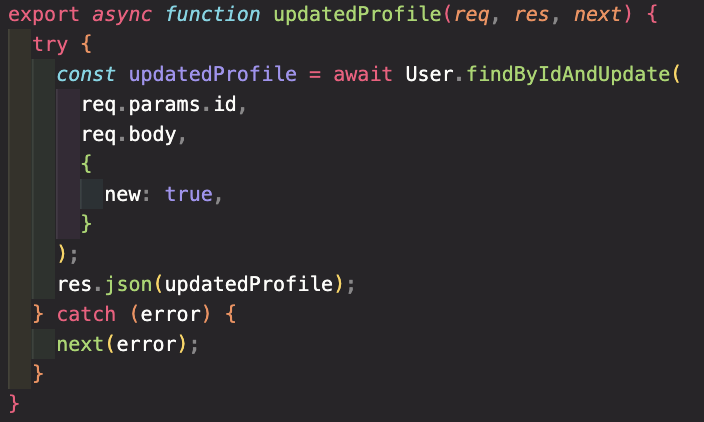 export async function updatedProfile(req, res, next) {
  try {
    const updatedProfile = await User.findByIdAndUpdate(
      req.params.id,
      req.body,
      {
        new: true,
      }
    );
    res.json(updatedProfile);
  } catch (error) {
    next(error);
  }
}